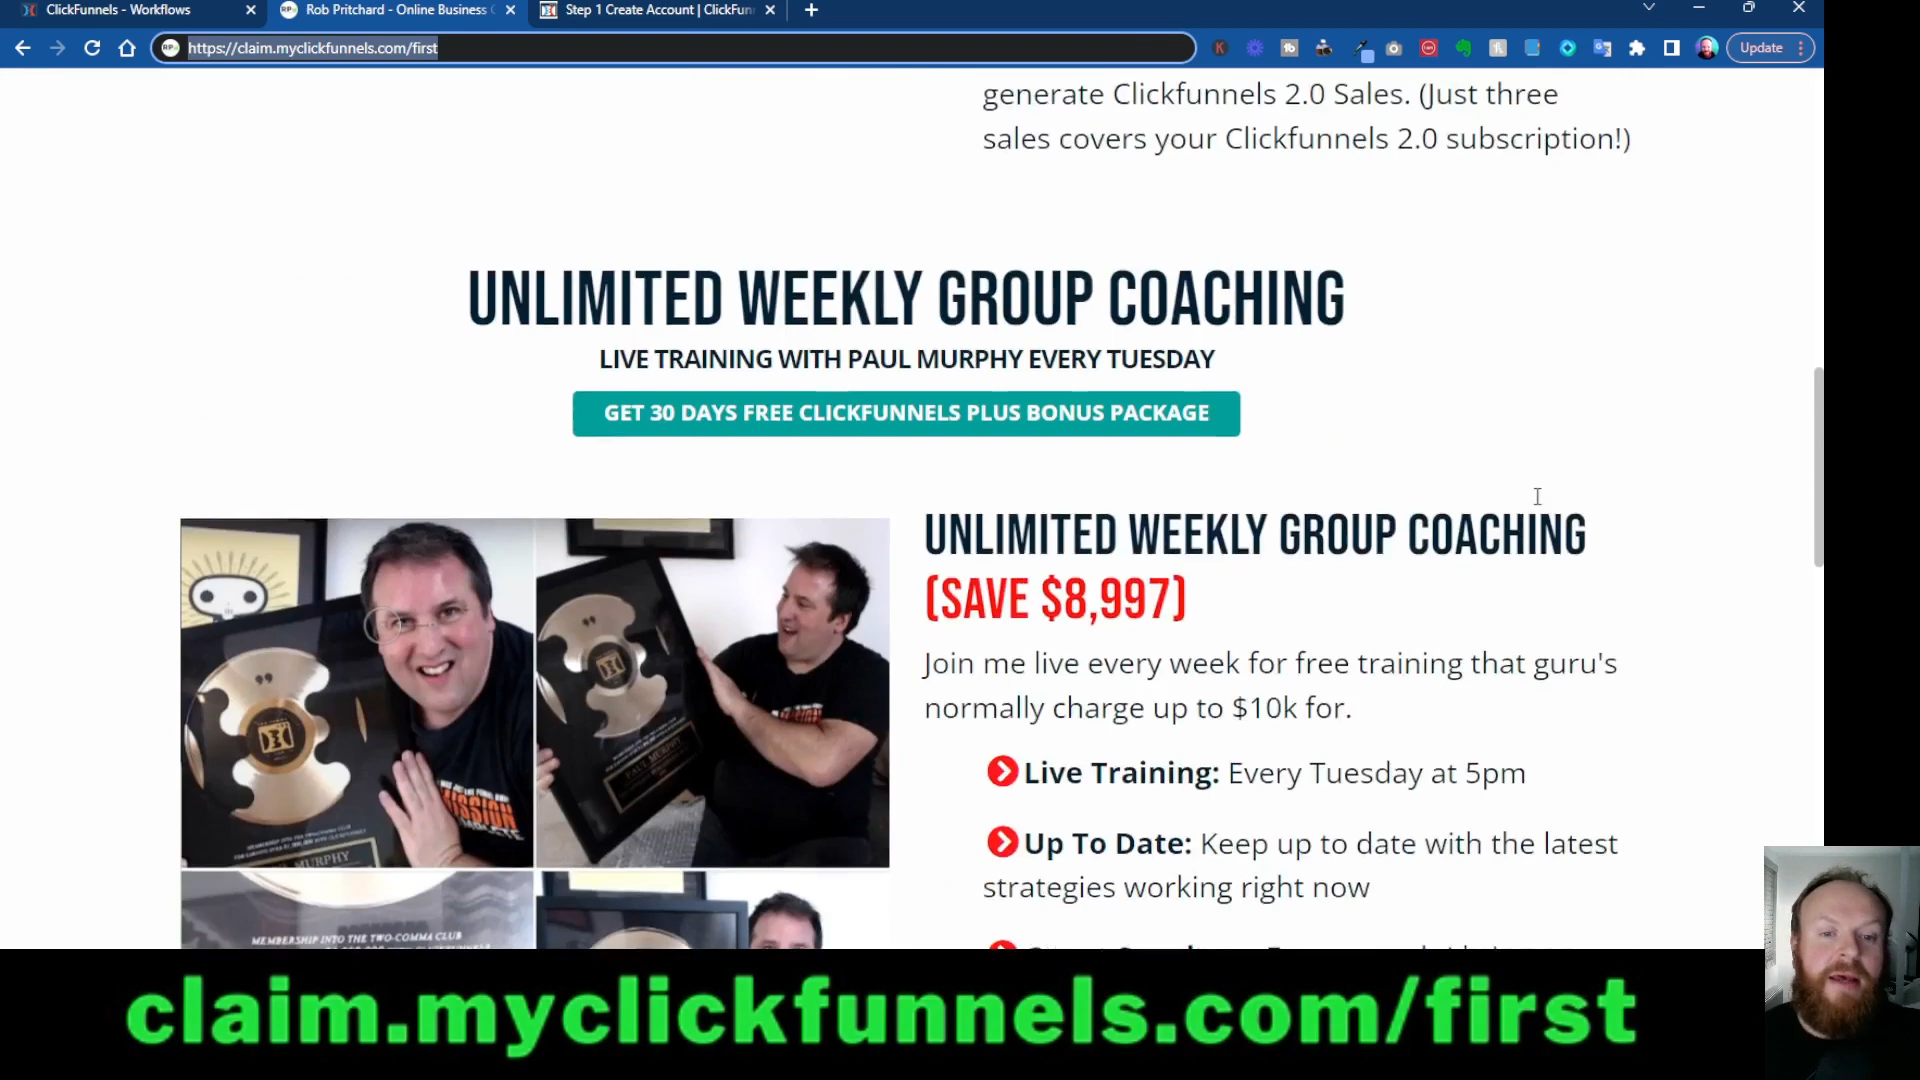 ClickFunnels - Workflows
Rob Pritchard - Online Business
Step 1 Create Account | ClickFun
https://claim.myclickfunnels.com/first
Update
generate Clickfunnels 2.0 Sales. (Just three
sales covers your Clickfunnels 2.0 subscription!)
UNLIMITED WEEKLY GROUP COACHING
LIVE TRAINING WITH PAUL MURPHY EVERY TUESDAY
GET 30 DAYS FREE CLICKFUNNELS PLUS BONUS PACKAGE
UNLIMITED WEEKLY GROUP COACHING
(SAVE $8,997)
Join me live every week for free training that guru's
normally charge up to $10k for.
Live Training: Every Tuesday at 5pm
Up To Date: Keep up to date with the latest
strategies working right now
PAUL MURPHY
MURPHY
MISSION
MEMBERSHIP INTO THE TWO-COMMA CLUB
claim.myclickfunnels.com/first